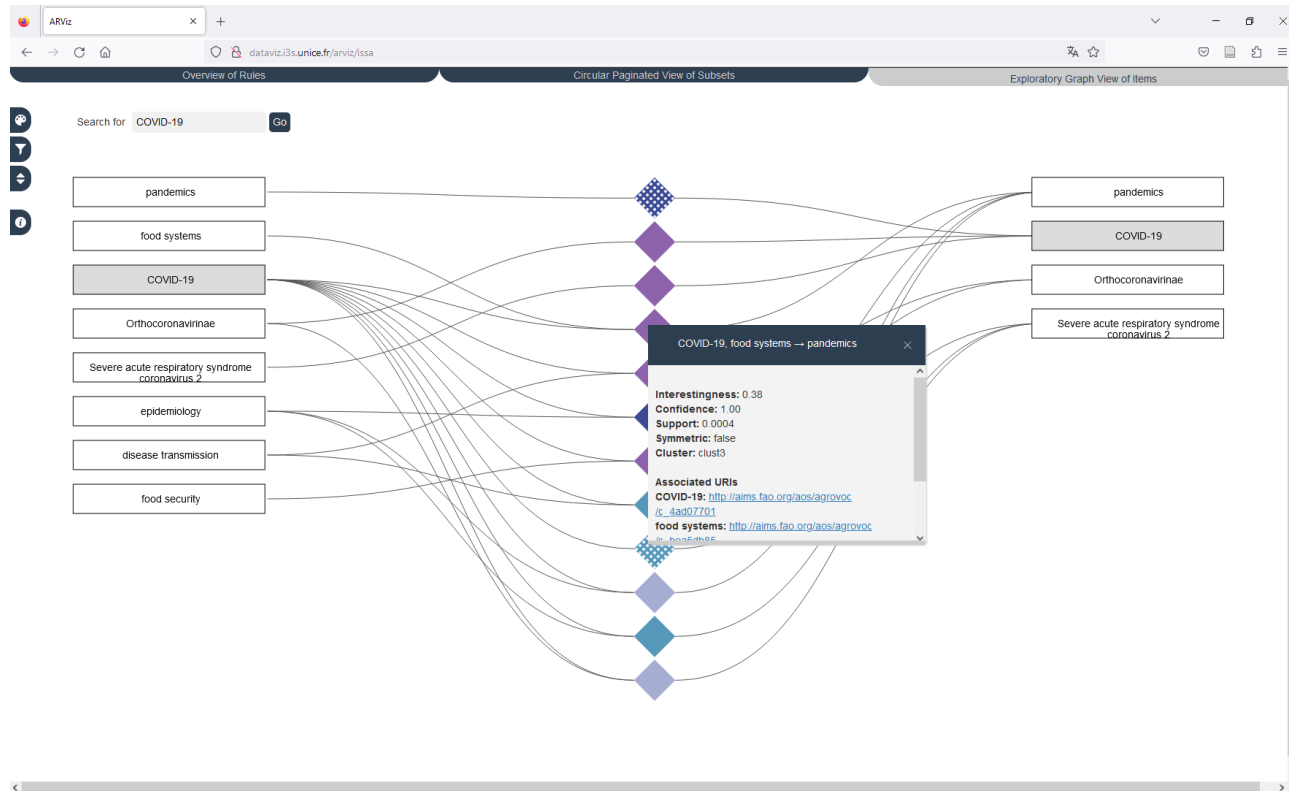 ARViz
dataviz.i3s.unice.fr/arviz/issa
Overview of Rules
Circular Paginated View of Subsets
Exploratory Graph View of Items
Search for COVID-19 Go
pandemics
food systems
COVID-19
Orthocoronavirinae
Severe acute respiratory syndrome
coronavirus 2
epidemiology
disease transmission
food security
COVID-19, food systems → pandemics
Interestingness: 0.38
Confidence: 1.00
Support: 0.0004
Symmetric: false
Cluster: clust3
Associated URIs
COVID-19: http://aims.fao.org/aos/agrovoc
/c_4ad07701
food systems: http://aims.fao.org/aos/agrovoc
pandemics
COVID-19
Orthocoronavirinae
Severe acute respiratory syndrome
coronavirus 2